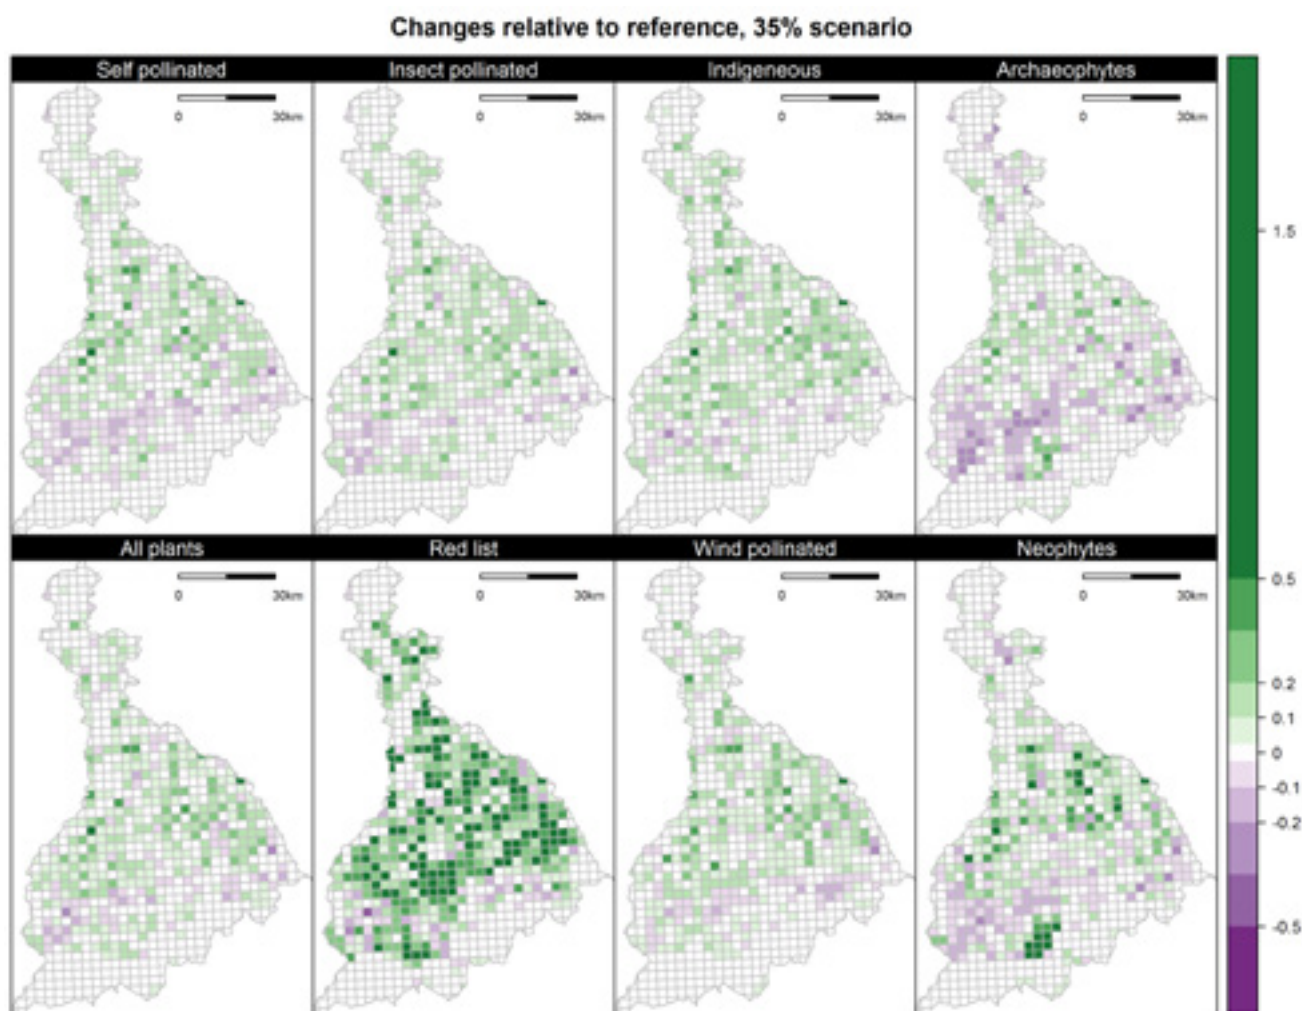 Changes relative to reference, 35% scenario
Self pollinated
Insect pollinated
Indigeneous
Archaeophytes
0 30km
0 30km
0 30km
0 30km
All plants
Red list
Wind pollinated
Neophytes
0 30km
0 30km
0 30km
0 30km
1.5
0.5
0.2
0.1
0
-0.1
-0.2
-0.5